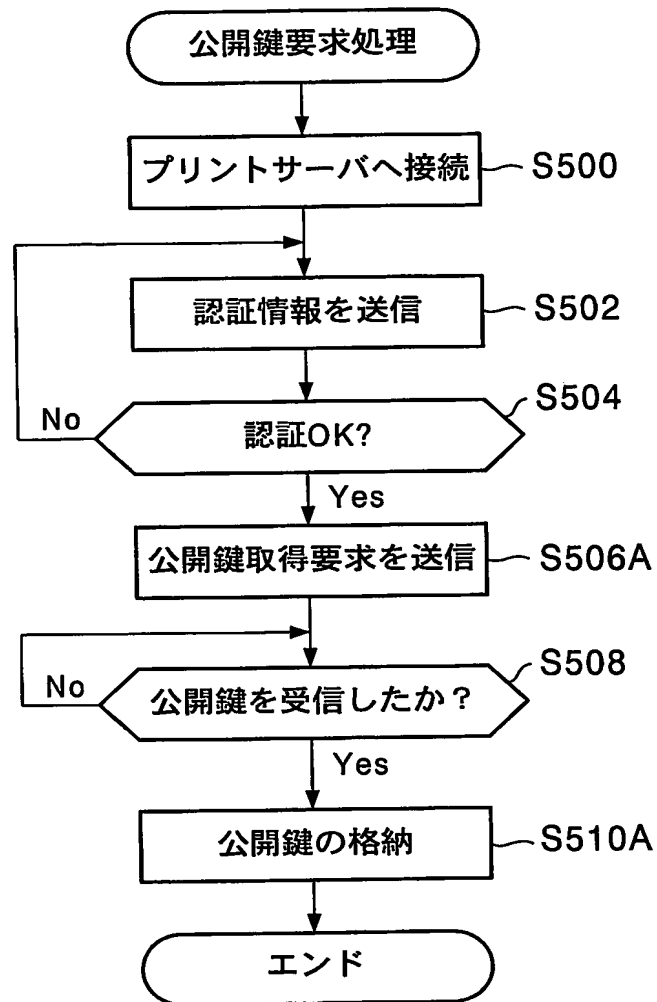 公開鍵要求処理
プリントサーバへ接続 S500
認証情報を送信 S502
S504
認証OK?
No
Yes
公開鍵取得要求を送信 S506A
S508
公開鍵を受信したか？
No
Yes
公開鍵の格納 S510A
エンド